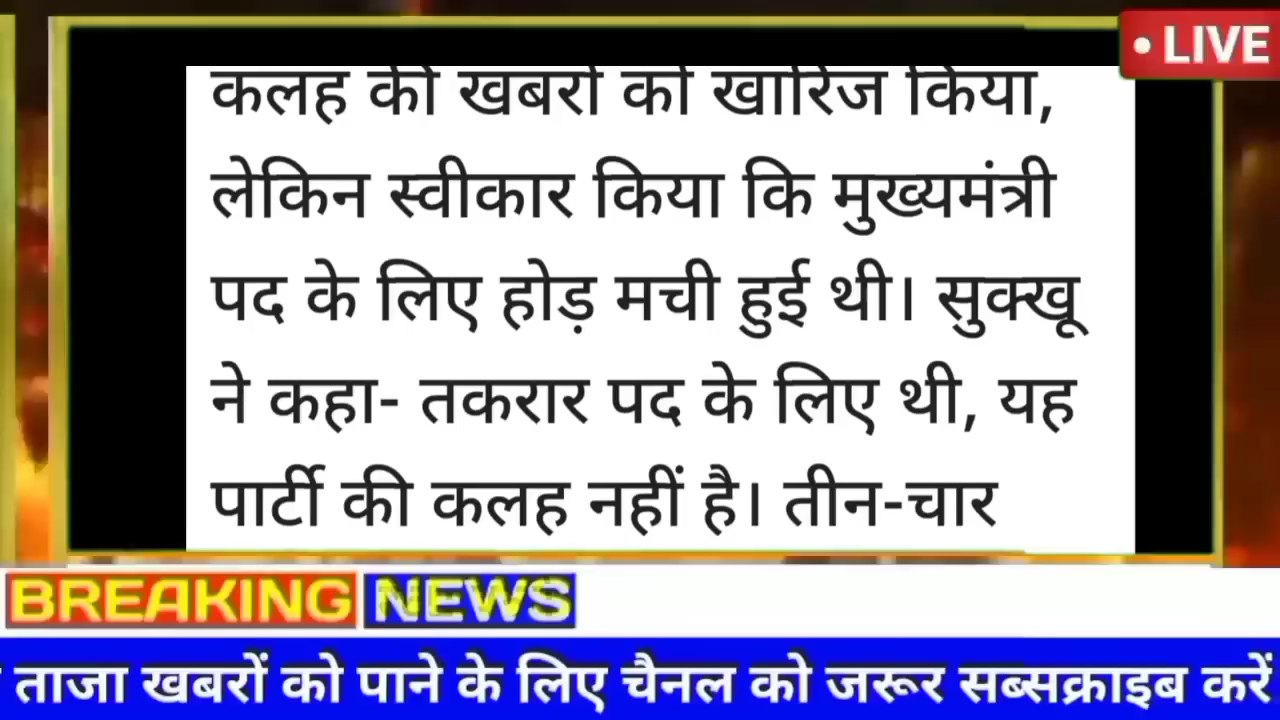 • LIVE
कलह की खबरों को खारिज किया,
लेकिन स्वीकार किया कि मुख्यमंत्री
पद के लिए होड़ मची हुई थी। सुक्खू
ने कहा- तकरार पद के लिए थी, यह
पार्टी की कलह नहीं है। तीन-चार
BREAKING NEWS
ताजा खबरों को पाने के लिए चैनल को जरूर सब्सक्राइब करें